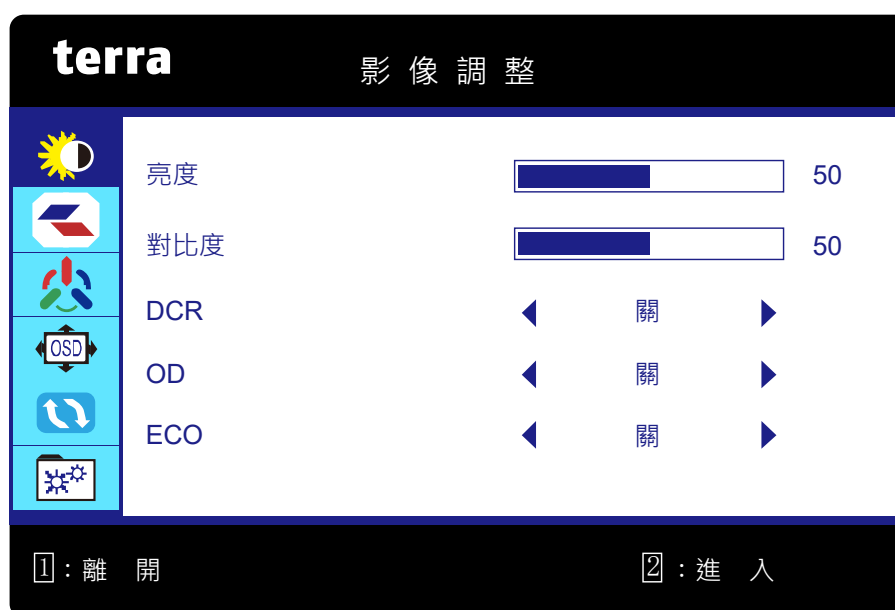 terra
影像調整
亮度 50
對比度 50
DCR 關
OD 關
OSD
ECO 關
1:離開 2:進入